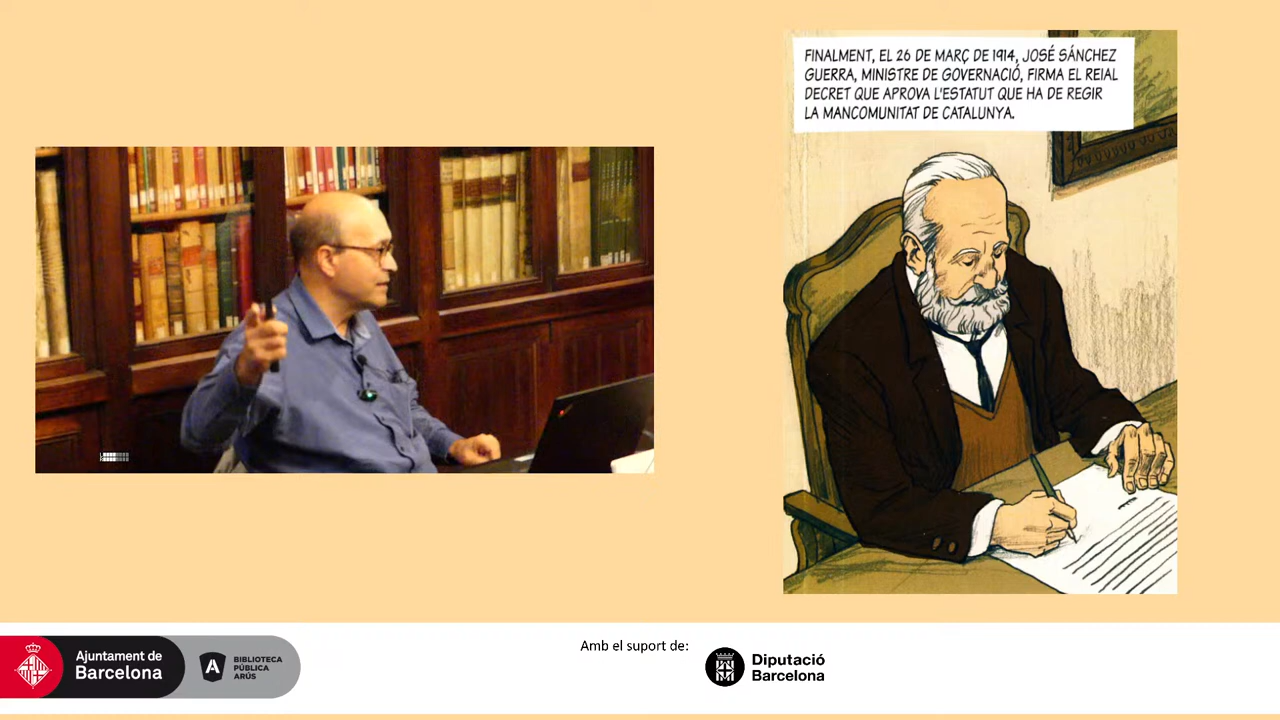 FINALMENT, EL 26 DE MARÇ DE 1914, JOSÉ SÁNCHEZ
GUERRA, MINISTRE DE GOVERNACIÓ, FIRMA EL REIAL
DECRET QUE APROVA L'ESTATUT QUE HA DE REGIR
LA MANCOMUNITAT DE CATALUNYA.
Ajuntament de
Barcelona
A
BIBLIOTECA
PÚBLICA
ARÚS
Amb el suport de:
Diputació
Barcelona